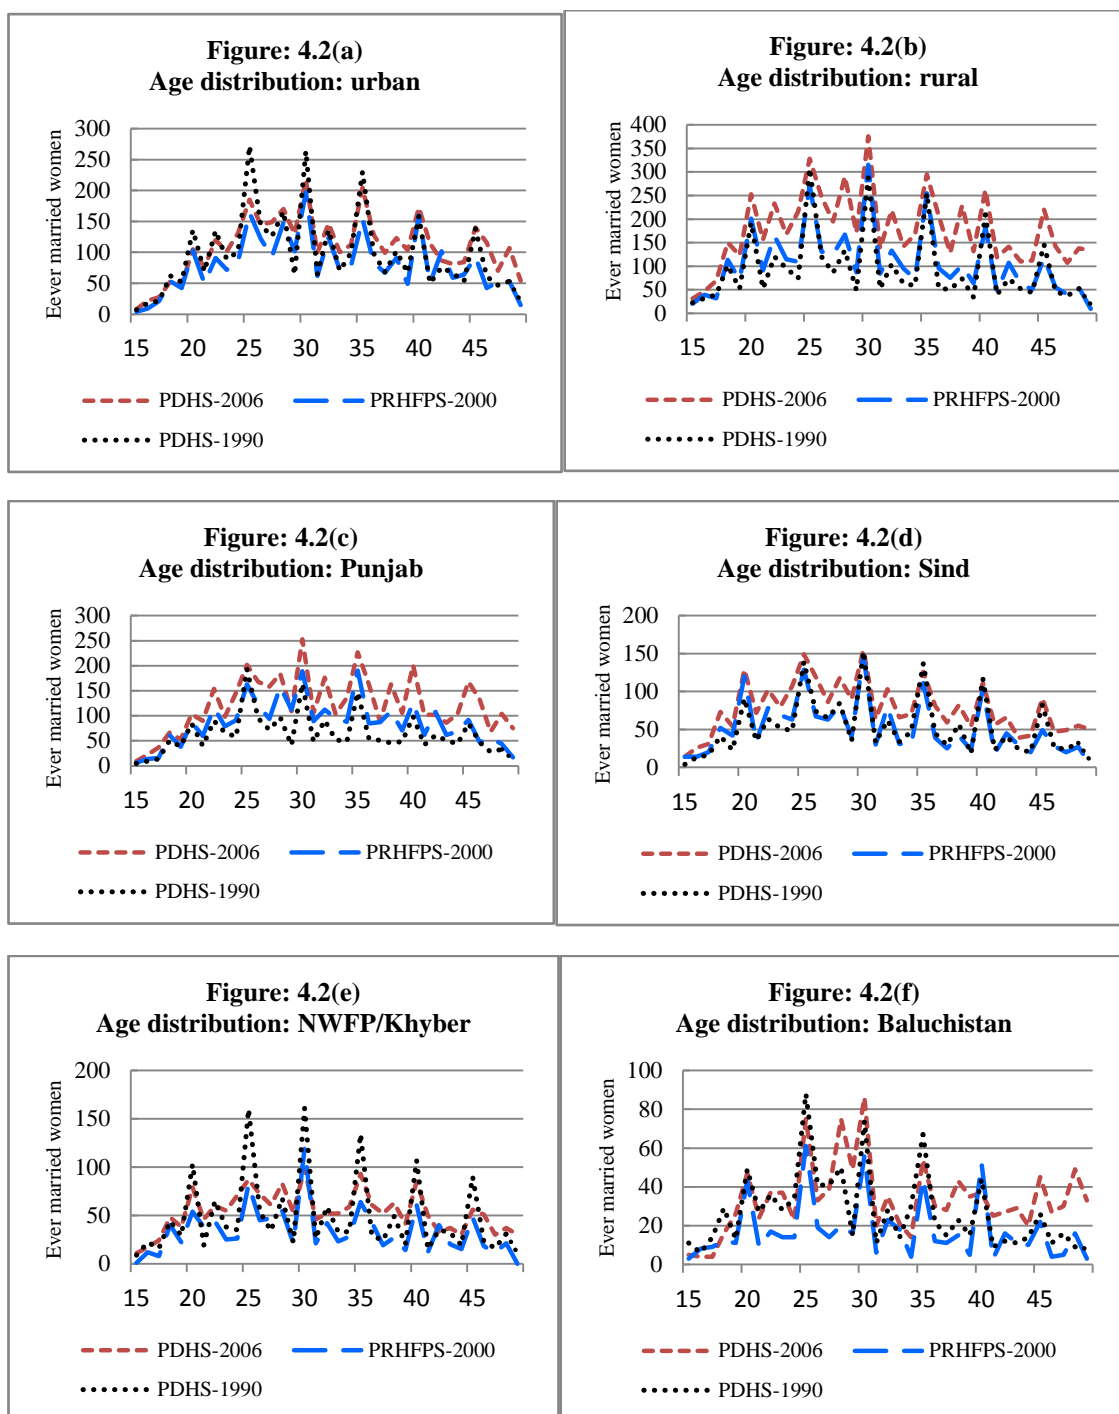 Figure: 4.2(a)
Age distribution: urban
Eever married women
300
250
200
150
100
50
0
15 20 25 30 35 40 45
PDHS-2006 PRHFPS-2000
PDHS-1990
Figure: 4.2(b)
Age distribution: rural
Ever married women
400
350
300
250
200
150
100
50
0
15 20 25 30 35 40 45
PDHS-2006 PRHFPS-2000
PDHS-1990
Figure: 4.2(c)
Age distribution: Punjab
Ever married women
300
250
200
150
100
50
0
15 20 25 30 35 40 45
PDHS-2006 PRHFPS-2000
PDHS-1990
Figure: 4.2(d)
Age distribution: Sind
Ever married women
200
150
100
50
0
15 20 25 30 35 40 45
PDHS-2006 PRHFPS-2000
PDHS-1990
Figure: 4.2(e)
Age distribution: NWFP/Khyber
Ever married women
200
150
100
50
0
15 20 25 30 35 40 45
PDHS-2006 PRHFPS-2000
PDHS-1990
Figure: 4.2(f)
Age distribution: Baluchistan
Ever married women
100
80
60
40
20
0
15 20 25 30 35 40 45
PDHS-2006 PRHFPS-2000
PDHS-1990